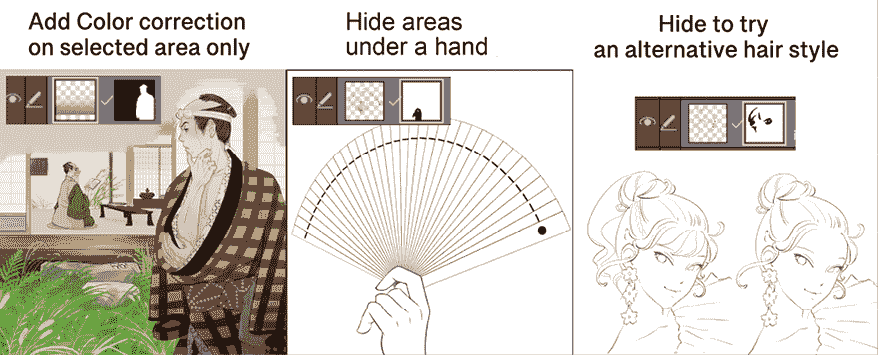 Add Color correction
on selected area only
Hide areas
under a hand
Hide to try
an alternative hair style